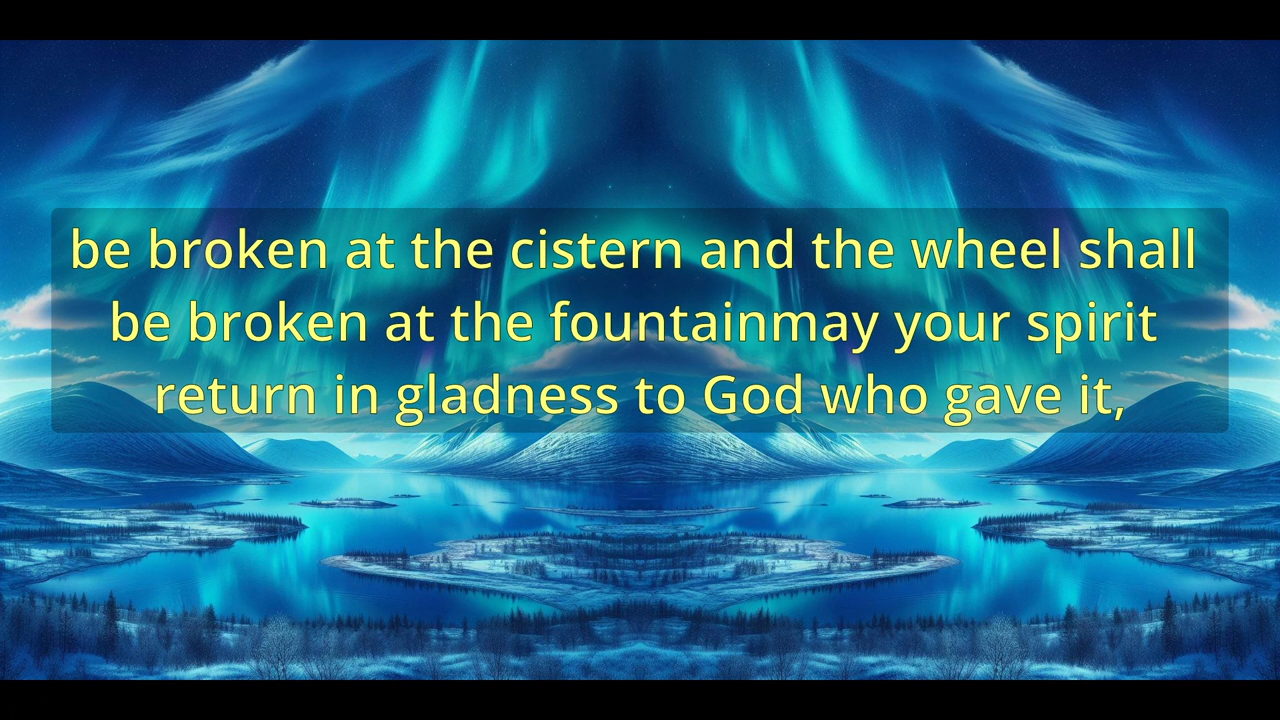 be broken at the cistern and the wheel shall
be broken at the fountainmay your spirit
return in gladness to God who gave it,